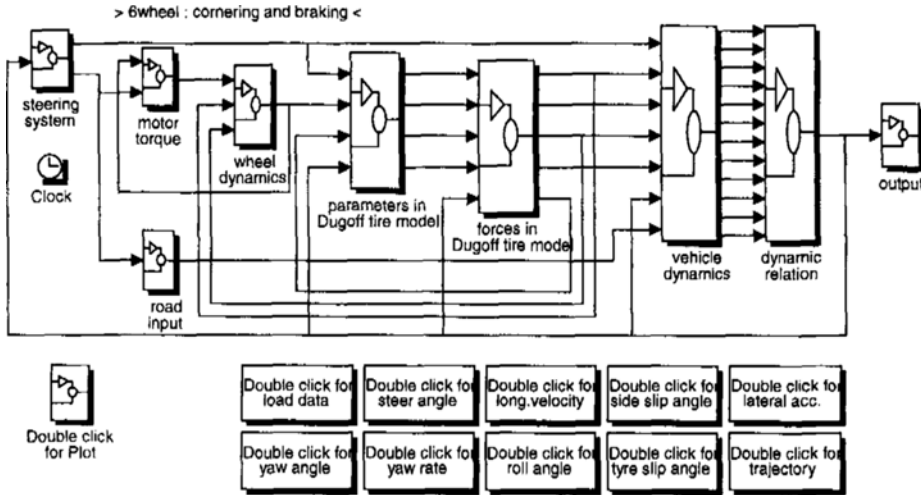 > 6wheel : cornering and braking <
steering
system
motor
torque
wheel
dynamics
Clock
parameters in
Dugoff tire model
forces in
Dugoff tire model
vehicle
dynamics
dynamic
relation
output
road
input
Double click
for Plot
Double click for
load data
Double click for
steer angle
Double click for
long.velocity
Double click for
side slip angle
Double click for
lateral acc.
Double click for
yaw angle
Double click for
yaw rate
Double click for
roll angle
Double click for
tyre slip angle
Double click for
trajectory